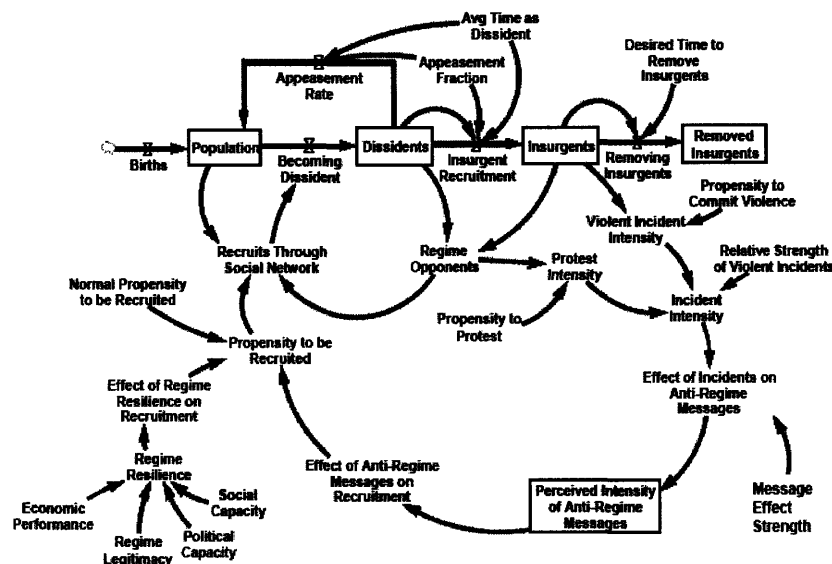 Avg Time as
Dissident
Desired Time to
Remove
Insurgents
Appeasement
Rate
Appeasement
Fraction
Births
Population
Becoming
Dissident
Dissidents
Insurgent
Recruitment
Insurgents
Removing
Insurgents
Removed
Insurgents
Propensity to
Commit Violence
Violent Incident
Intensity
Recruits Through
Social Network
Regime
Opponents
Protest
Intensity
Relative Strength
of Violent Incidents
Normal Propensity
to be Recruited
Incident
Intensity
Propensity to
Protest
Propensity to be
Recruited
Effect of Regime
Resilience on
Recruitment
Effect of Incidents on
Anti-Regime
Messages
Regime
Resilience
Effect of Anti-Regime
Messages on
Recruitment
Economic
Performance
Social
Capacity
Perceived Intensity
of Anti-Regime
Messages
Message
Effect
Strength
Regime
Legitimacy
Political
Capacity